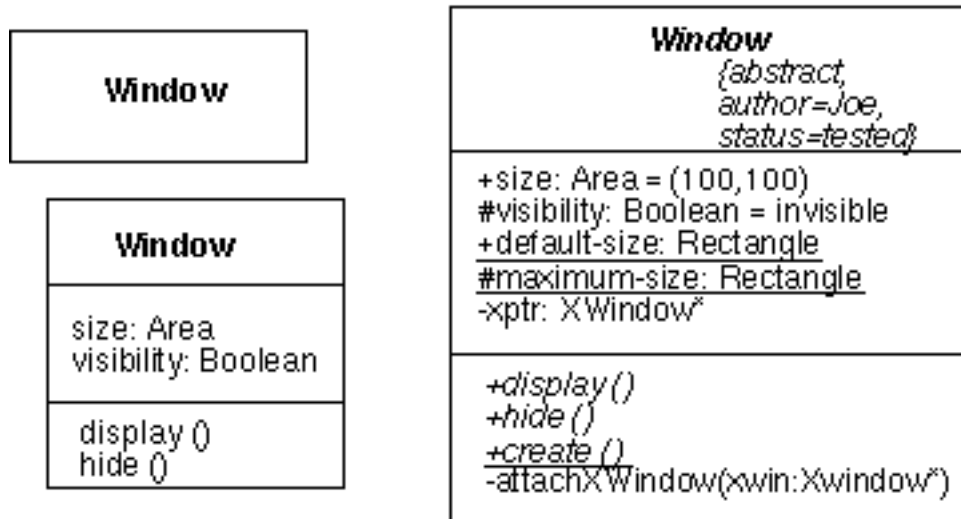 Window
Window
size: Area
visibility: Boolean
display ()
hide ()
Window
{abstract,
author=Joe,
status=tested}
+size: Area = (100,100)
#visibility: Boolean = invisible
+default-size: Rectangle
#maximum-size: Rectangle
-xptr: XWindow*
+display ()
+hide ()
+create ()
-attachXWindow(xwin:Xwindow*)